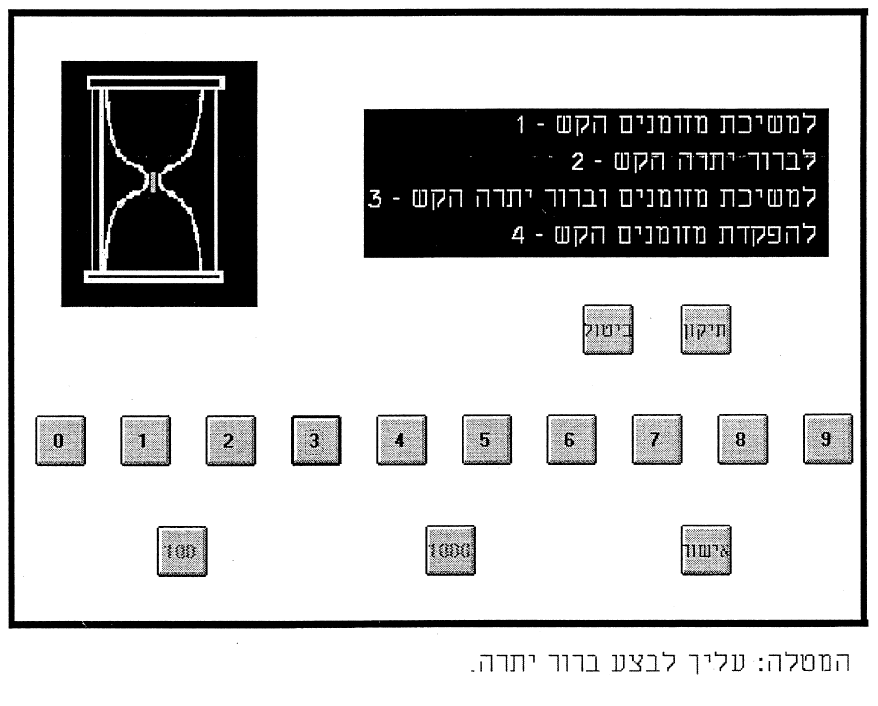 למשיכת מזומנים הקש - 1
לברור יתרה הקש - 2
למשיכת מזומנים וברור יתרה הקש - 3
להפקדת מזומנים הקש - 4
תיקון ביטול
0 1 2 3 4 5 6 7 8 9
100 1000 אישור
המטלה: עליך לבצע ברור יתרה.